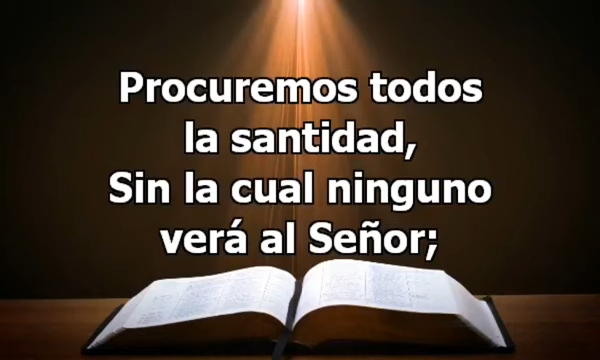 Procuremos todos
la santidad,
Sin la cual ninguno
verá al Señor;